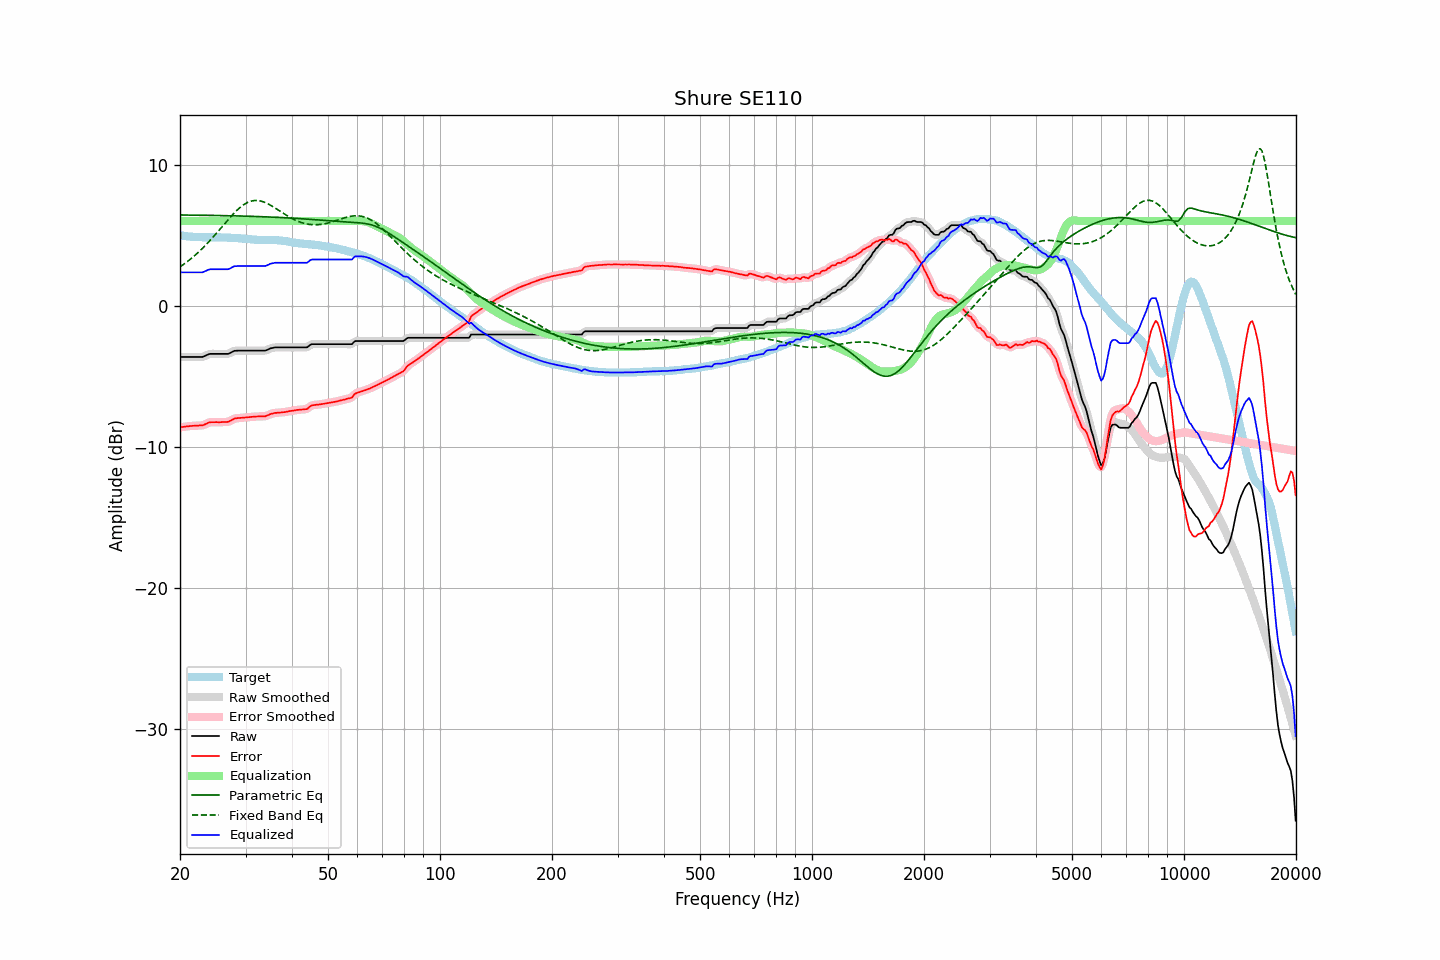 Shure SE110
Amplitude (dBr)
10
0
−10
−20
−30
Target
Raw Smoothed
Error Smoothed
Raw
Error
Equalization
Parametric Eq
Fixed Band Eq
Equalized
20 50 100 200 500 1000 2000 5000 10000 20000
Frequency (Hz)